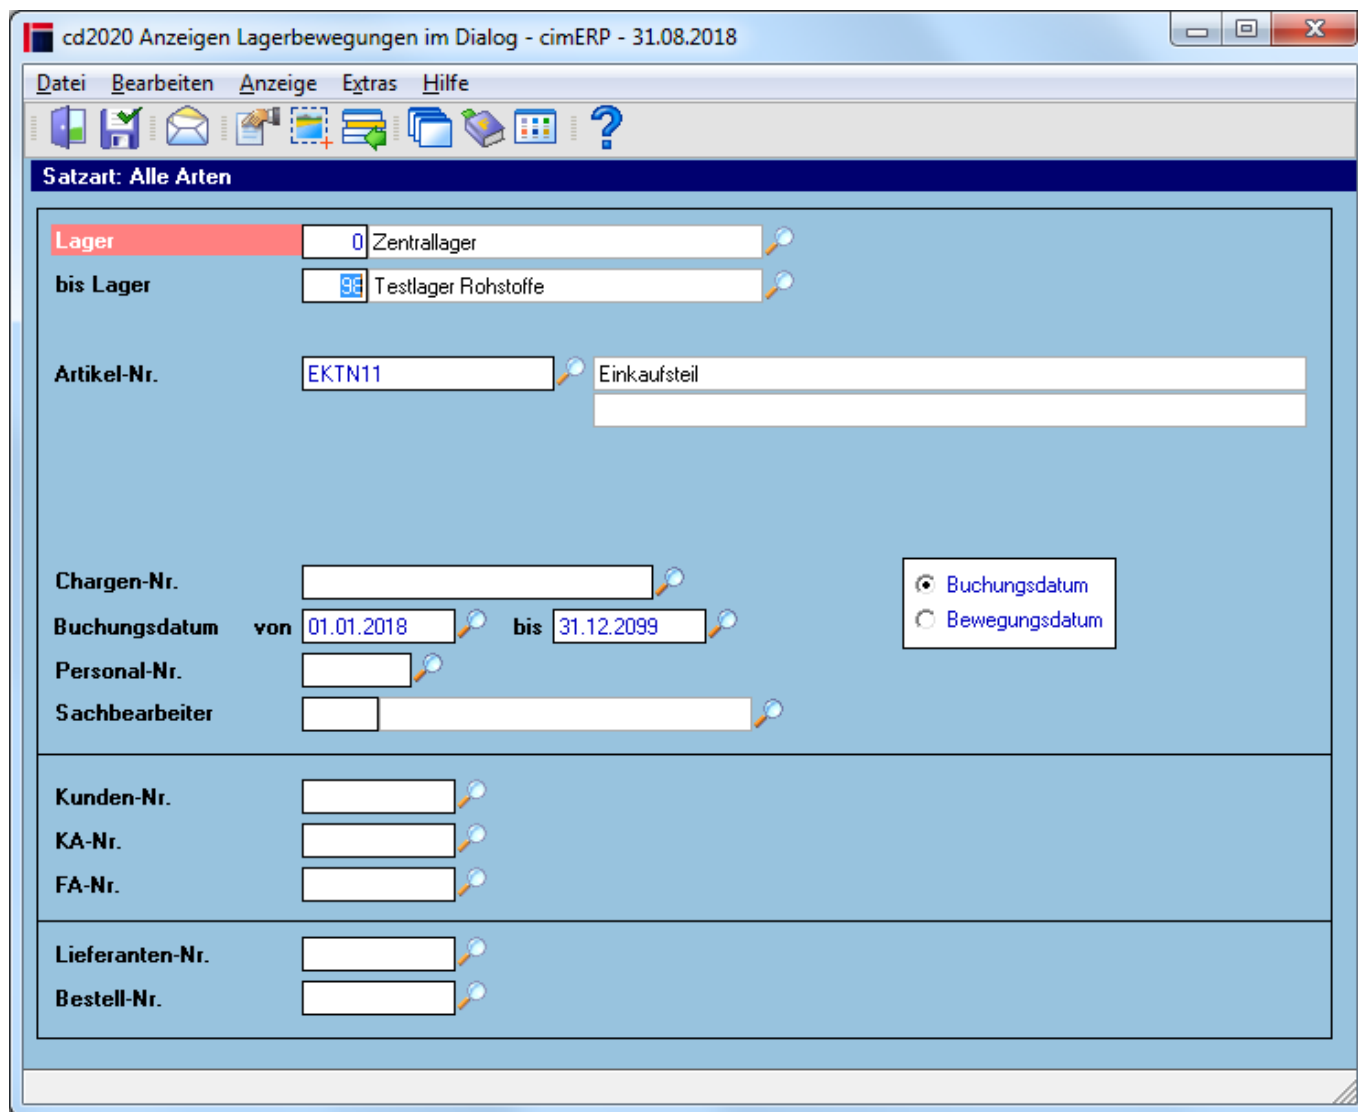 cd2020 Anzeigen Lagerbewegungen im Dialog - cimERP - 31.08.2018
Datei Bearbeiten Anzeige Extras Hilfe
Satzart: Alle Arten
Lager 0 Zentrallager
bis Lager 98 Testlager Rohstoffe
Artikel-Nr. EKTN11 Einkaufsteil
Chargen-Nr.
Buchungsdatum
Buchungsdatum von 01.01.2018 bis 31.12.2099
Bewegungsdatum
Personal-Nr.
Sachbearbeiter
Kunden-Nr.
KA-Nr.
FA-Nr.
Lieferanten-Nr.
Bestell-Nr.